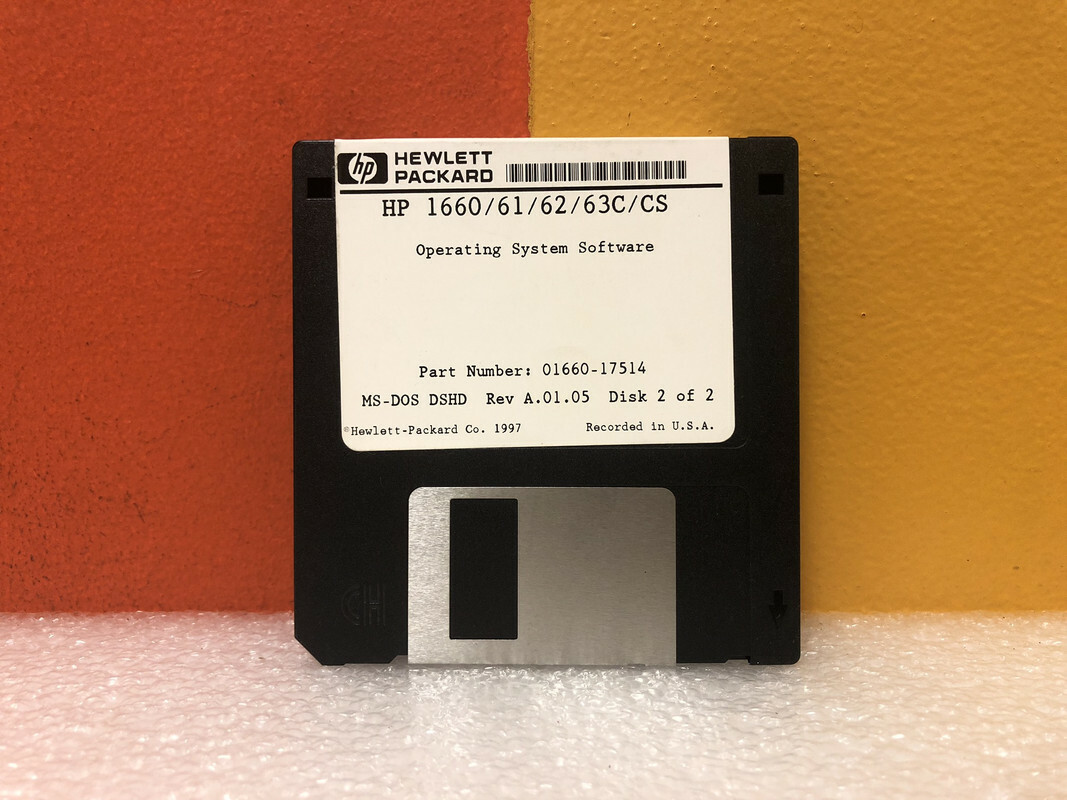 hp HEWLETT
PACKARD
HP 1660/61/62/63C/CS
Operating System Software
Part Number: 01660-17514
MS-DOS DSHD Rev A.01.05 Disk 2 of 2
©Hewlett-Packard Co. 1997 Recorded in U.S.A.